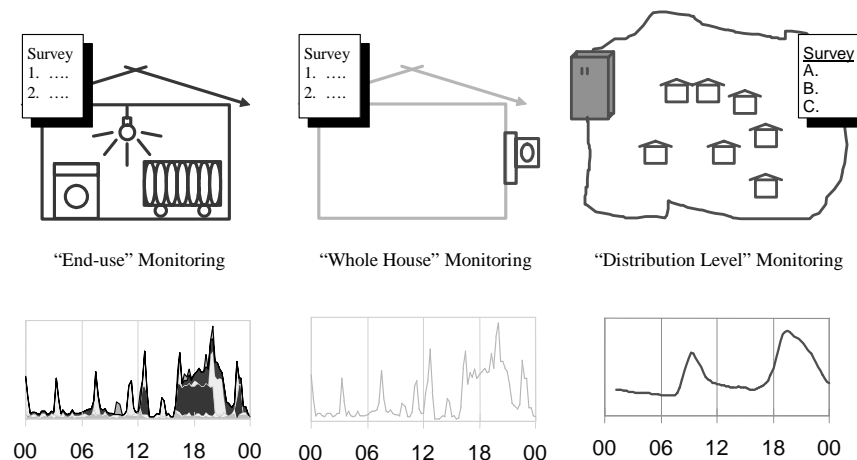 Survey
1. ....
2. ....
Survey
1. ....
2. ....
Survey
A.
B.
C.
“End-use” Monitoring
“Whole House” Monitoring
“Distribution Level” Monitoring
00 06 12 18 00
00 06 12 18 00
00 06 12 18 00